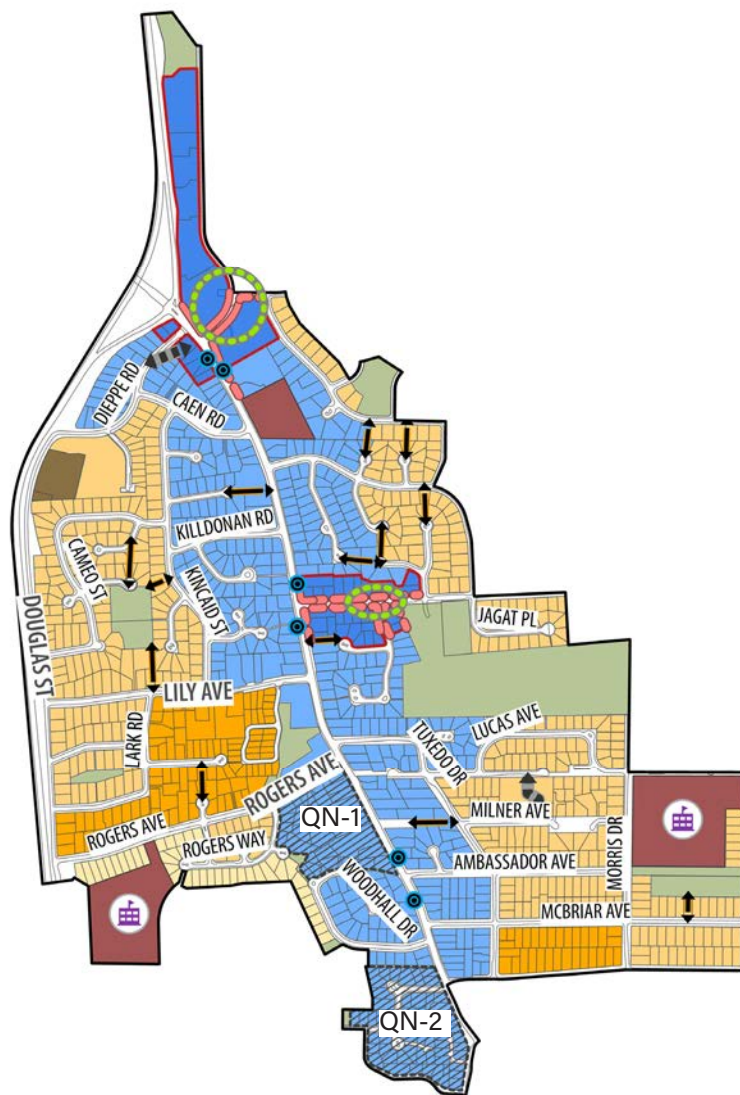 DIEPPE RD
CAEN RD
KILLDONAN RD
CAMEO ST
KINCAID ST
DOUGLAS ST
JAGAT PL
LILY AVE
LARK RD
TUXEDO DR
LUCAS AVE
ROGERS AVE
MILNER AVE
QN-1
ROGERS AVE
ROGERS WAY
MORRIS DR
AMBASSADOR AVE
WOODHALL DR
MCBRIAR AVE
QN-2